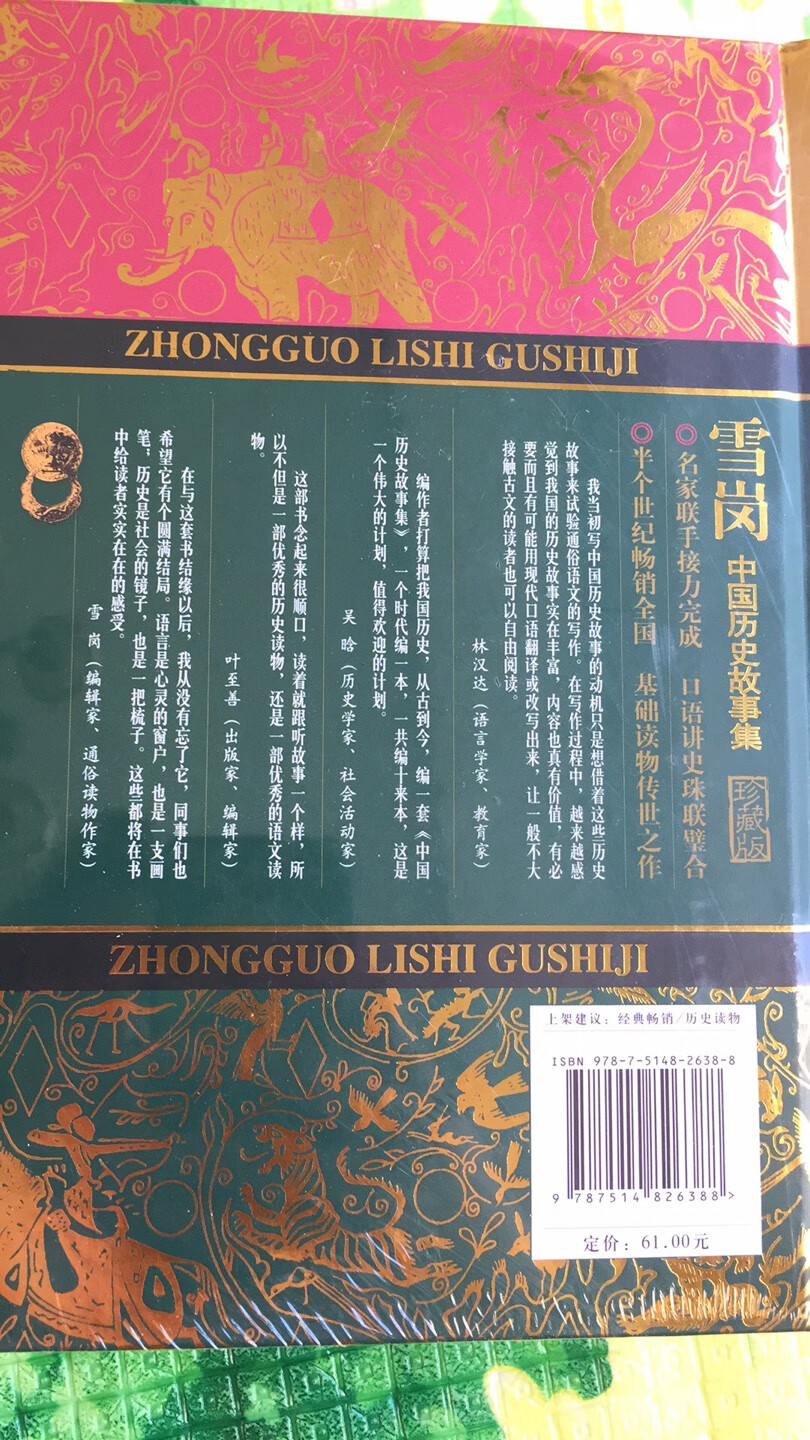 ZHONGGUO LISHI GUSHIJI
雪岗 中国历史故事集 珍藏版
◎名家联手接力完成 口语讲史珠联璧合
◎半个世纪畅销全国 基础读物传世之作
我当初写中国历史故事的动机只是想借着这些历史
故事来试验通俗语文的写作。在写作过程中，越来越感
觉到我国的历史故事实在丰富，内容也真有价值，有必
要而且有可能用现代口语翻译或改写出来，让一般不大
接触古文的读者也可以自由阅读。
林汉达（语言学家、教育家）
编作者打算把我国历史，从古到今，编一套《中国
历史故事集》，一个时代编一本，一共编十来本，这是
一个伟大的计划，值得欢迎的计划。
吴晗（历史学家、社会活动家）
这部书念起来很顺口，读着就跟听故事一个样，所
以不但是一部优秀的历史读物，还是一部优秀的语文读
物。
叶至善（出版家、编辑家）
在与这套书结缘以后，我从没有忘了它，同事们也
希望它有个圆满结局。语言是心灵的窗户，也是一支画
笔，历史是社会的镜子，也是一把梳子。这些都将在书
中给读者实实在在的感受。
雪岗（编辑家、通俗读物作家）
ZHONGGUO LISHI GUSHIJI
上架建议：经典畅销/历史读物
ISBN 978-7-5148-2638-8
9 787514 826388 >
定价：61.00元